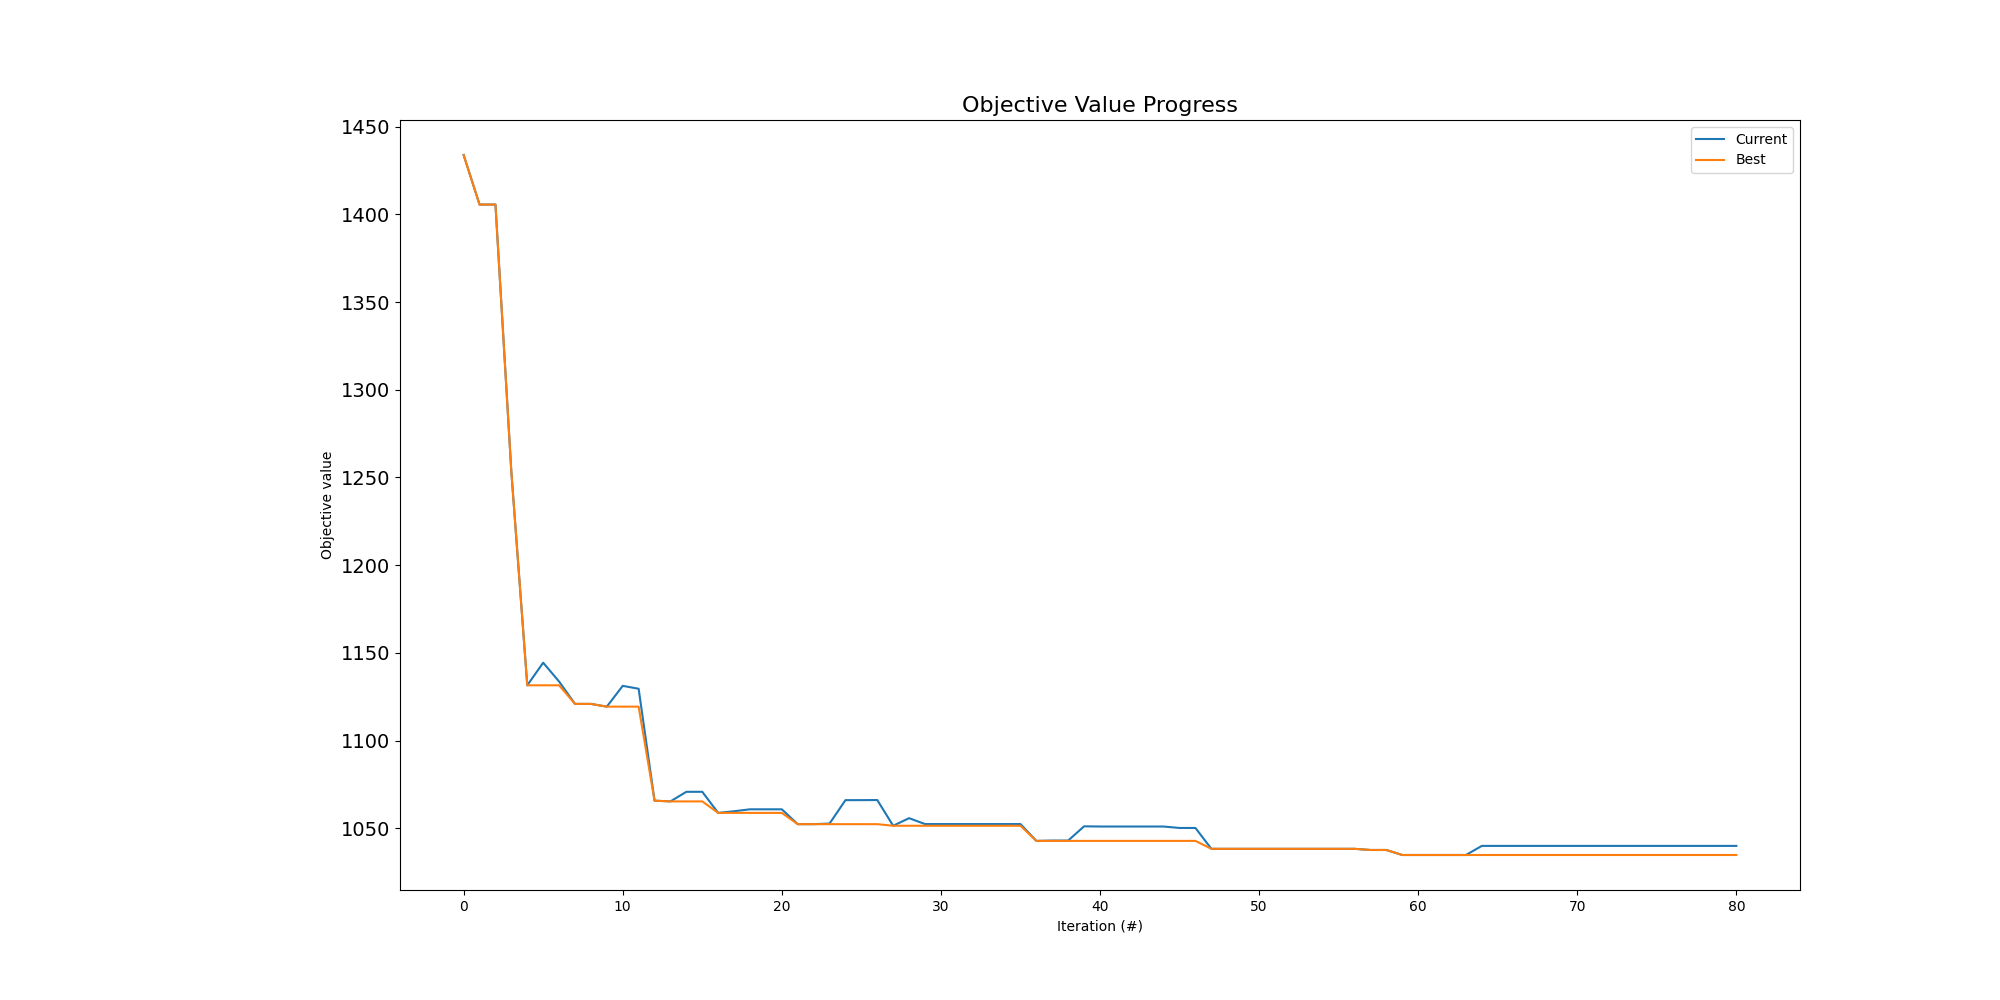 Objective Value Progress
1450
1400
1350
1300
1250
1200
1150
1100
1050
Objective value
Current
Best
0 10 20 30 40 50 60 70 80
Iteration (#)